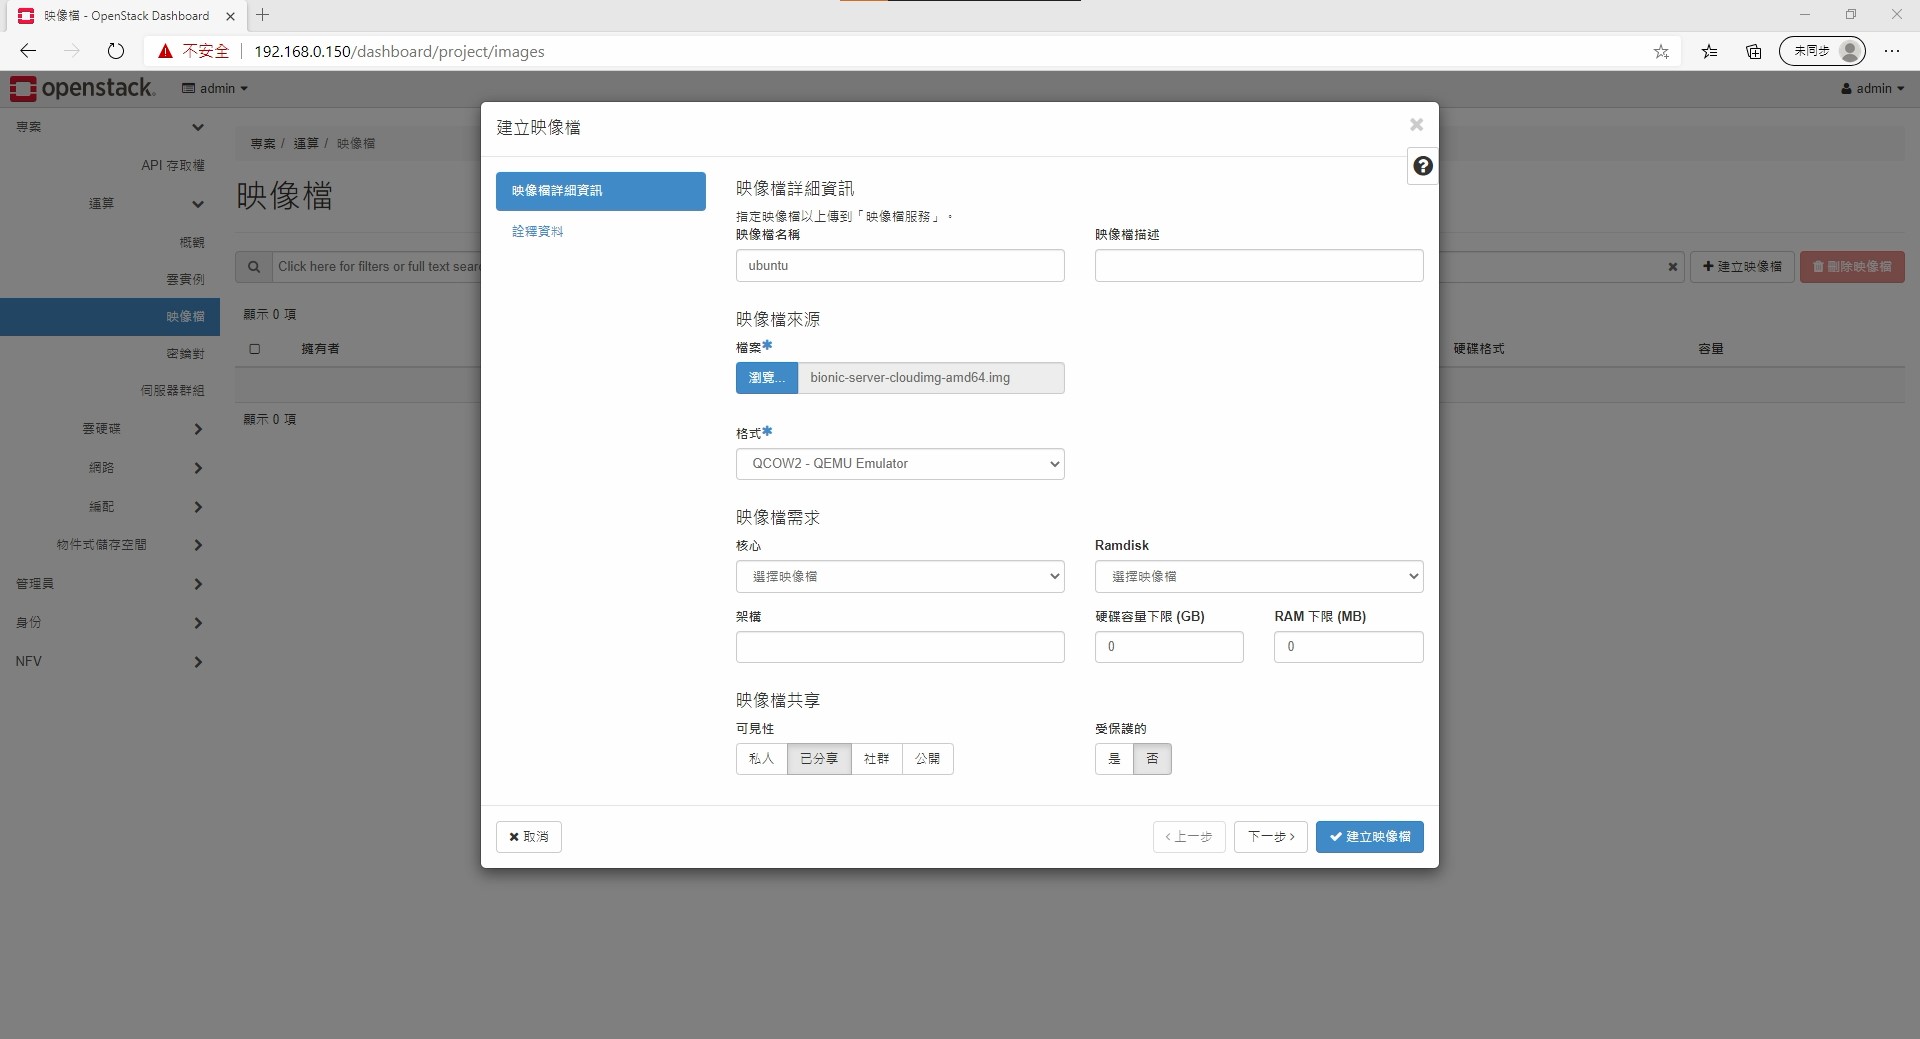 映像檔 - OpenStack Dashboard
不安全
192.168.0.150/dashboard/project/images
未同步
openstack.
admin
admin
專案
API 存取權
運算
概觀
雲實例
映像檔
密鑰對
伺服器群組
雲硬碟
網路
編配
物件式儲存空間
管理員
身份
NFV
專案 / 運算 / 映像檔
映像檔
Click here for filters or full text sear
建立映像檔
刪除映像檔
顯示 0 項
擁有者
硬碟格式
容量
顯示 0 項
建立映像檔
映像檔詳細資訊
詮釋資料
映像檔詳細資訊
指定映像檔以上傳到「映像檔服務」。
映像檔名稱
映像檔描述
ubuntu
映像檔來源
檔案*
瀏覽... bionic-server-cloudimg-amd64.img
格式*
QCOW2 - QEMU Emulator
映像檔需求
核心
Ramdisk
選擇映像檔
選擇映像檔
架構
硬碟容量下限 (GB)
RAM 下限 (MB)
0
0
映像檔共享
可見性
受保護的
私人 已分享 社群 公開
是 否
取消
‹ 上一步
下一步 ›
建立映像檔